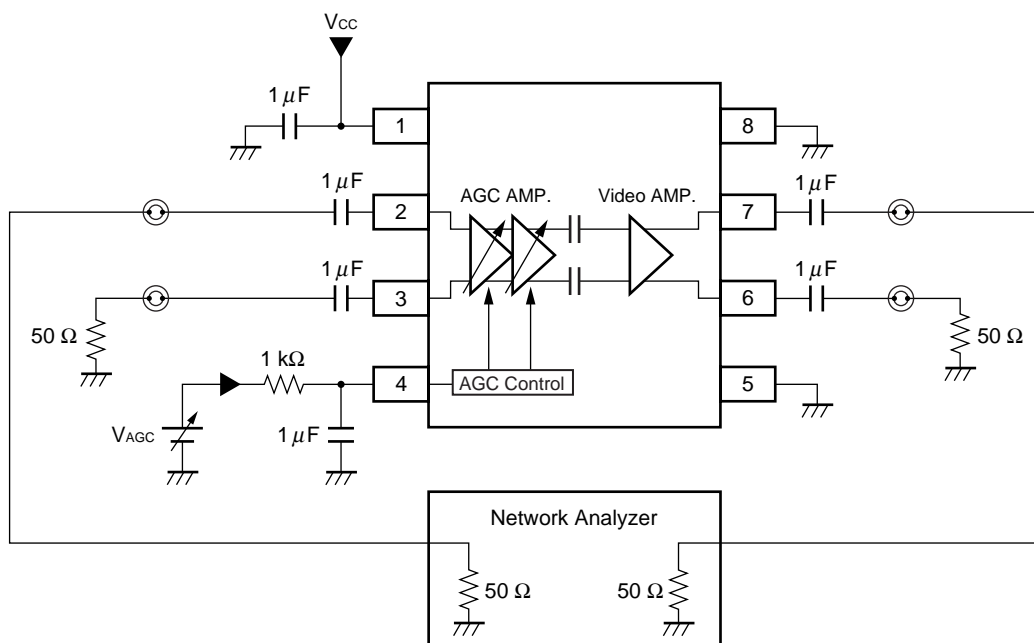 VCC
1 µF
1
8
1 µF
AGC AMP.
Video AMP.
1 µF
2
7
1 µF
1 µF
3
6
50 Ω
50 Ω
1 kΩ
4
AGC Control
5
VAGC
1 µF
Network Analyzer
50 Ω
50 Ω